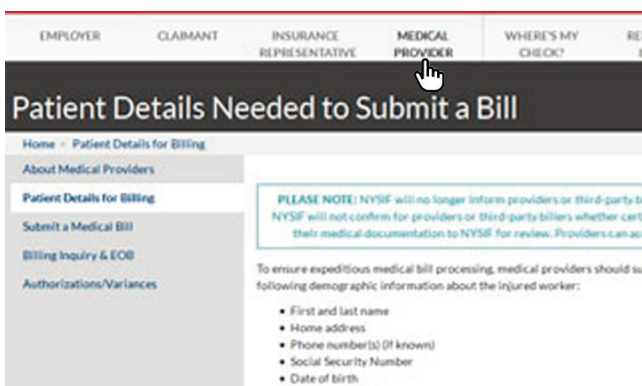 EMPLOYER CLAIMANT INSURANCE REPRESENTATIVE MEDICAL PROVIDER WHERE'S MY CHECK? RE
Patient Details Needed to Submit a Bill
Home Patient Details for Billing
About Medical Providers
Patient Details for Billing
Submit a Medical Bill
Billing Inquiry & EOB
Authorizations/Variances
PLEASE NOTE: NYSIF will no longer inform providers or third-party b
NYSIF will not confirm for providers or third-party billers whether cert
their medical documentation to NYSIF for review. Providers can ac
To ensure expeditious medical bill processing, medical providers should su
following demographic information about the injured worker:
• First and last name
• Home address
• Phone number(s) (if known)
• Social Security Number
• Date of birth